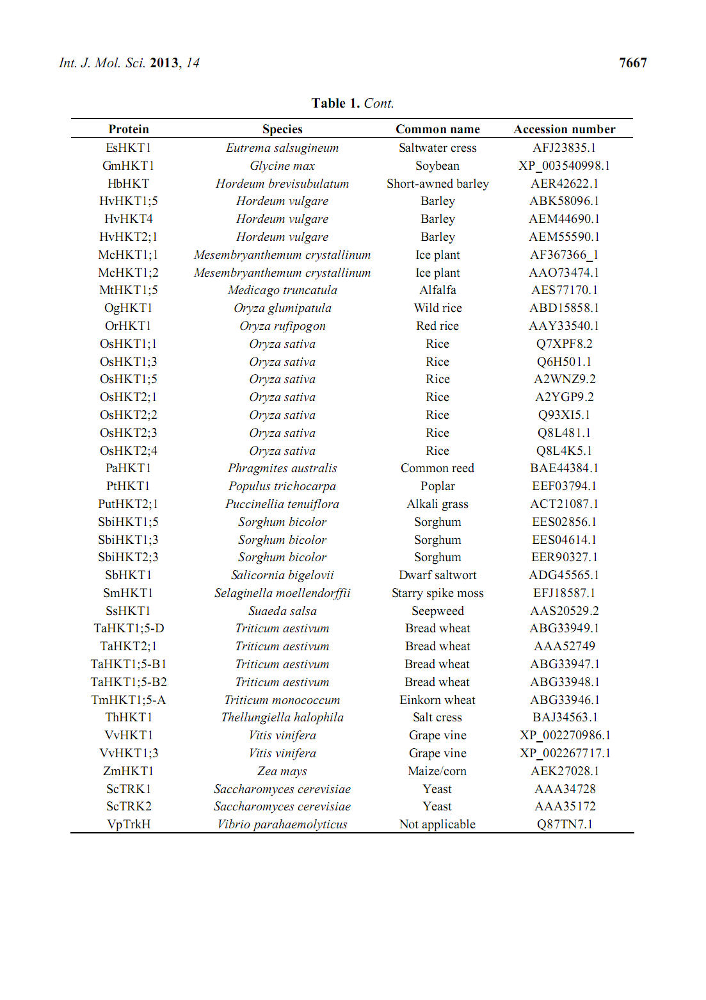 Int. J. Mol. Sci. 2013, 14 7667
Table 1. Cont.
Protein Species Common name Accession number
EsHKT1 Eutrema salsugineum Saltwater cress AFJ23835.1
GmHKT1 Glycine max Soybean XP_003540998.1
HbHKT Hordeum brevisubulatum Short-awned barley AER42622.1
HvHKT1;5 Hordeum vulgare Barley ABK58096.1
HvHKT4 Hordeum vulgare Barley AEM44690.1
HvHKT2;1 Hordeum vulgare Barley AEM55590.1
McHKT1;1 Mesembryanthemum crystallinum Ice plant AF367366_1
McHKT1;2 Mesembryanthemum crystallinum Ice plant AAO73474.1
MtHKT1;5 Medicago truncatula Alfalfa AES77170.1
OgHKT1 Oryza glumipatula Wild rice ABD15858.1
OrHKT1 Oryza rufipogon Red rice AAY33540.1
OsHKT1;1 Oryza sativa Rice Q7XPF8.2
OsHKT1;3 Oryza sativa Rice Q6H501.1
OsHKT1;5 Oryza sativa Rice A2WNZ9.2
OsHKT2;1 Oryza sativa Rice A2YGP9.2
OsHKT2;2 Oryza sativa Rice Q93XI5.1
OsHKT2;3 Oryza sativa Rice Q8L481.1
OsHKT2;4 Oryza sativa Rice Q8L4K5.1
PaHKT1 Phragmites australis Common reed BAE44384.1
PtHKT1 Populus trichocarpa Poplar EEF03794.1
PutHKT2;1 Puccinellia tenuiflora Alkali grass ACT21087.1
SbiHKT1;5 Sorghum bicolor Sorghum EES02856.1
SbiHKT1;3 Sorghum bicolor Sorghum EES04614.1
SbiHKT2;3 Sorghum bicolor Sorghum EER90327.1
SbHKT1 Salicornia bigelovii Dwarf saltwort ADG45565.1
SmHKT1 Selaginella moellendorffii Starry spike moss EFJ18587.1
SsHKT1 Suaeda salsa Seepweed AAS20529.2
TaHKT1;5-D Triticum aestivum Bread wheat ABG33949.1
TaHKT2;1 Triticum aestivum Bread wheat AAA52749
TaHKT1;5-B1 Triticum aestivum Bread wheat ABG33947.1
TaHKT1;5-B2 Triticum aestivum Bread wheat ABG33948.1
TmHKT1;5-A Triticum monococcum Einkorn wheat ABG33946.1
ThHKT1 Thellungiella halophila Salt cress BAJ34563.1
VvHKT1 Vitis vinifera Grape vine XP_002270986.1
VvHKT1;3 Vitis vinifera Grape vine XP_002267717.1
ZmHKT1 Zea mays Maize/corn AEK27028.1
ScTRK1 Saccharomyces cerevisiae Yeast AAA34728
ScTRK2 Saccharomyces cerevisiae Yeast AAA35172
VpTrkH Vibrio parahaemolyticus Not applicable Q87TN7.1